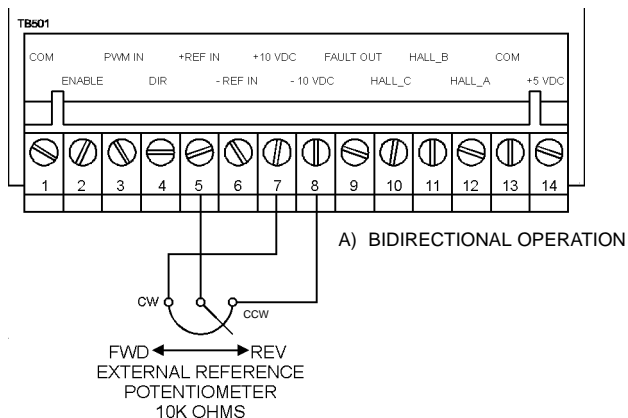 TB501
COM PWM IN +REF IN +10 VDC FAULT OUT HALL_B COM
ENABLE DIR - REF IN - 10 VDC HALL_C HALL_A +5 VDC
1 2 3 4 5 6 7 8 9 10 11 12 13 14
A) BIDIRECTIONAL OPERATION
CW CCW
FWD REV
EXTERNAL REFERENCE
POTENTIOMETER
10K OHMS